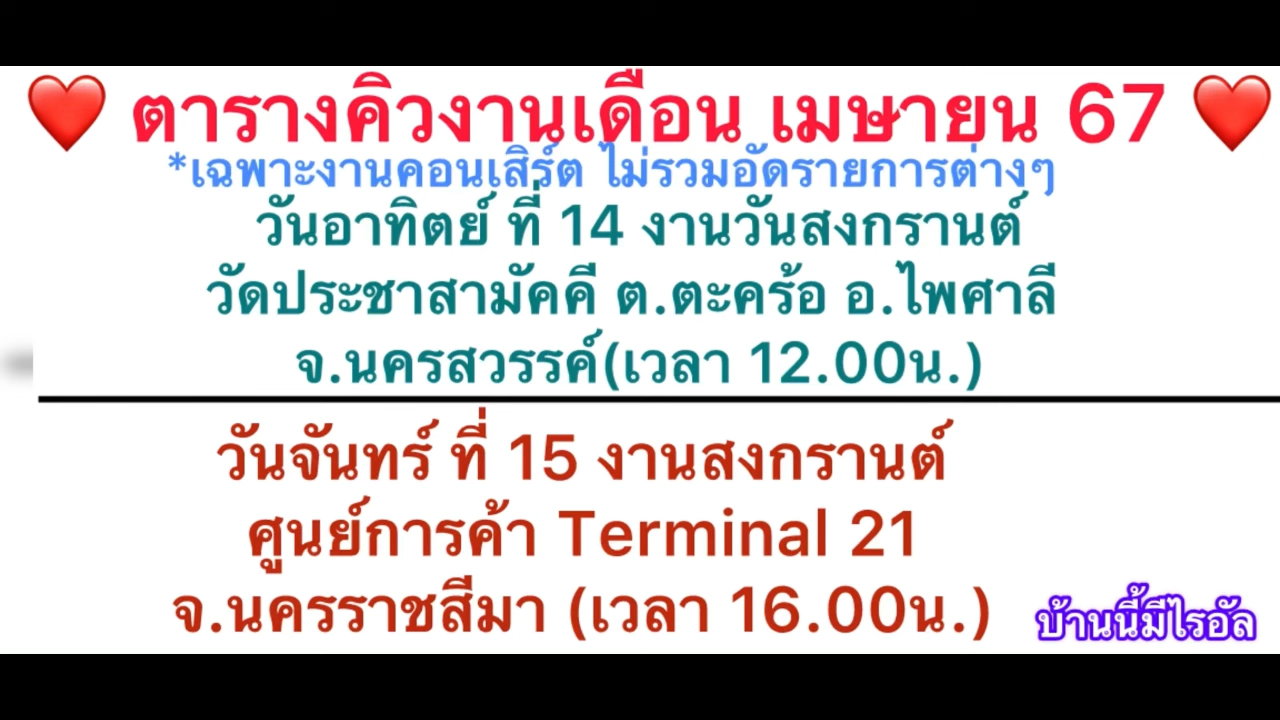 ❤️ ตารางคิวงานเดือน เมษายน 67 ❤️
*เฉพาะงานคอนเสิร์ต ไม่รวมอัดรายการต่างๆ
วันอาทิตย์ ที่ 14 งานวันสงกรานต์
วัดประชาสามัคคี ต.ตะคร้อ อ.ไพศาลี
จ.นครสวรรค์(เวลา 12.00น.)
วันจันทร์ ที่ 15 งานสงกรานต์
ศูนย์การค้า Terminal 21
จ.นครราชสีมา (เวลา 16.00น.)
บ้านนี้มีไรอัล